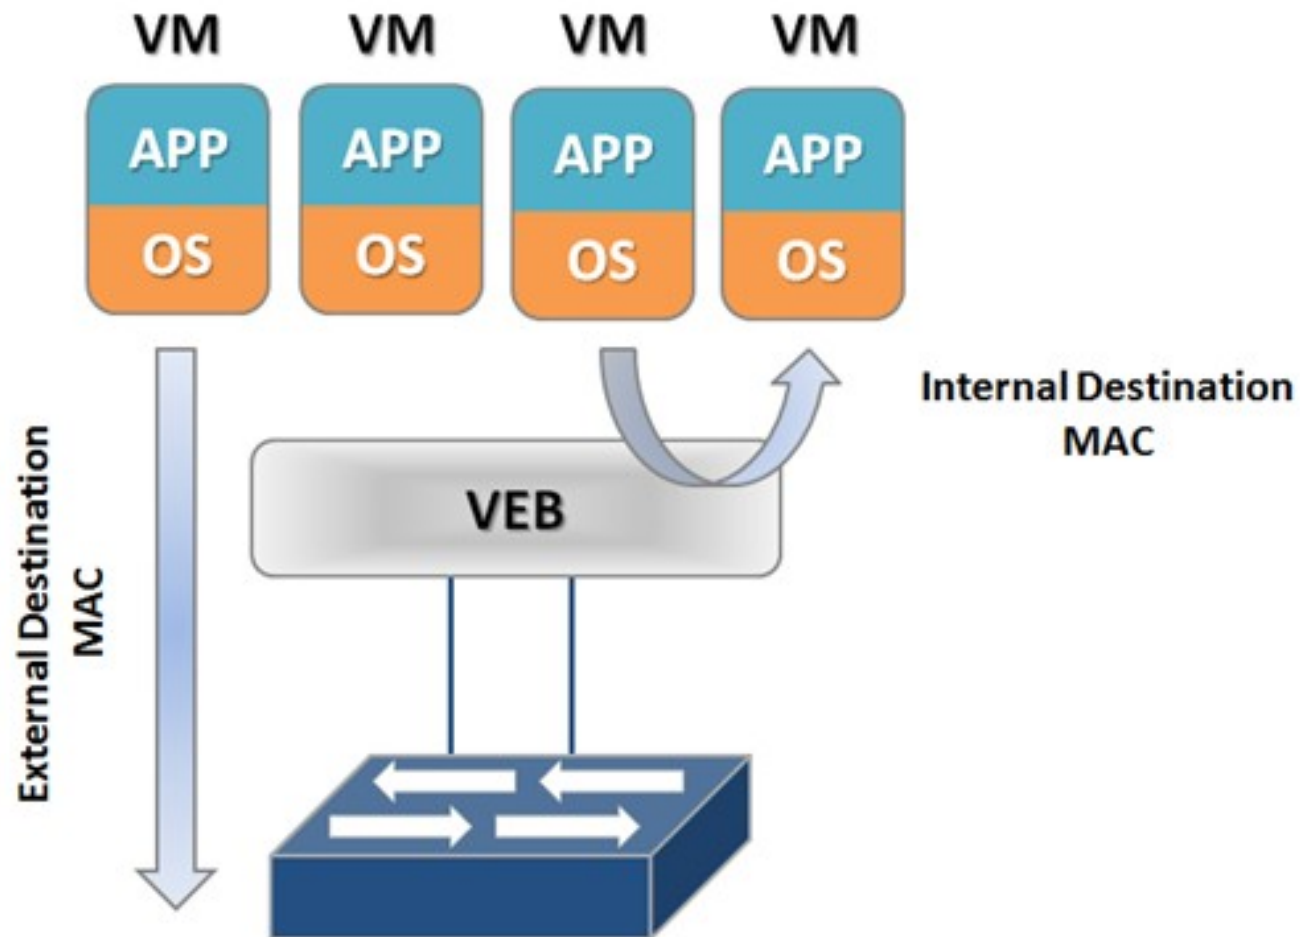 VM VM VM VM
APP APP APP APP
OS OS OS OS
Internal Destination
MAC
External Destination
MAC
VEB